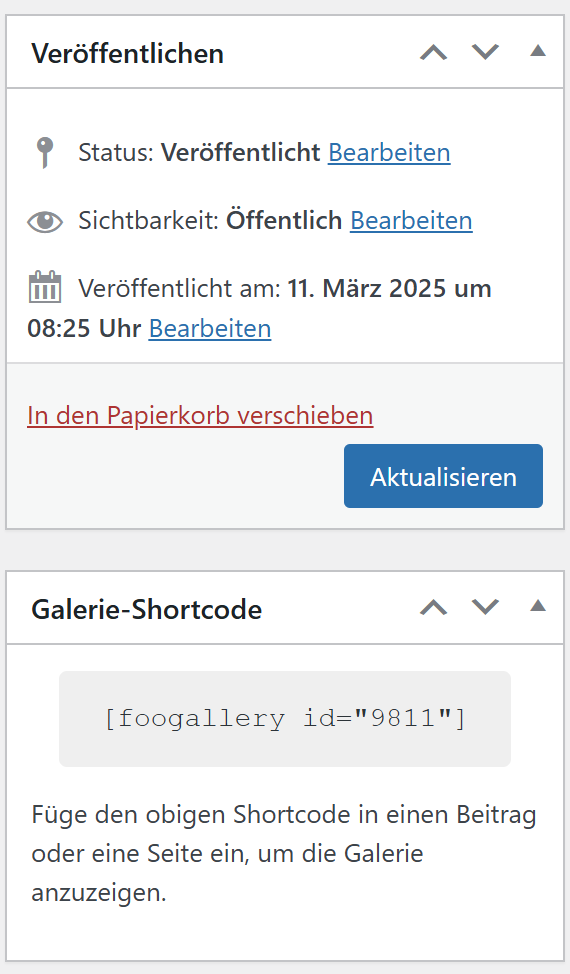 Veröffentlichen
Status: Veröffentlicht Bearbeiten
Sichtbarkeit: Öffentlich Bearbeiten
Veröffentlicht am: 11. März 2025 um
08:25 Uhr Bearbeiten
In den Papierkorb verschieben
Aktualisieren
Galerie-Shortcode
[foogallery id="9811"]
Füge den obigen Shortcode in einen Beitrag
oder eine Seite ein, um die Galerie
anzuzeigen.